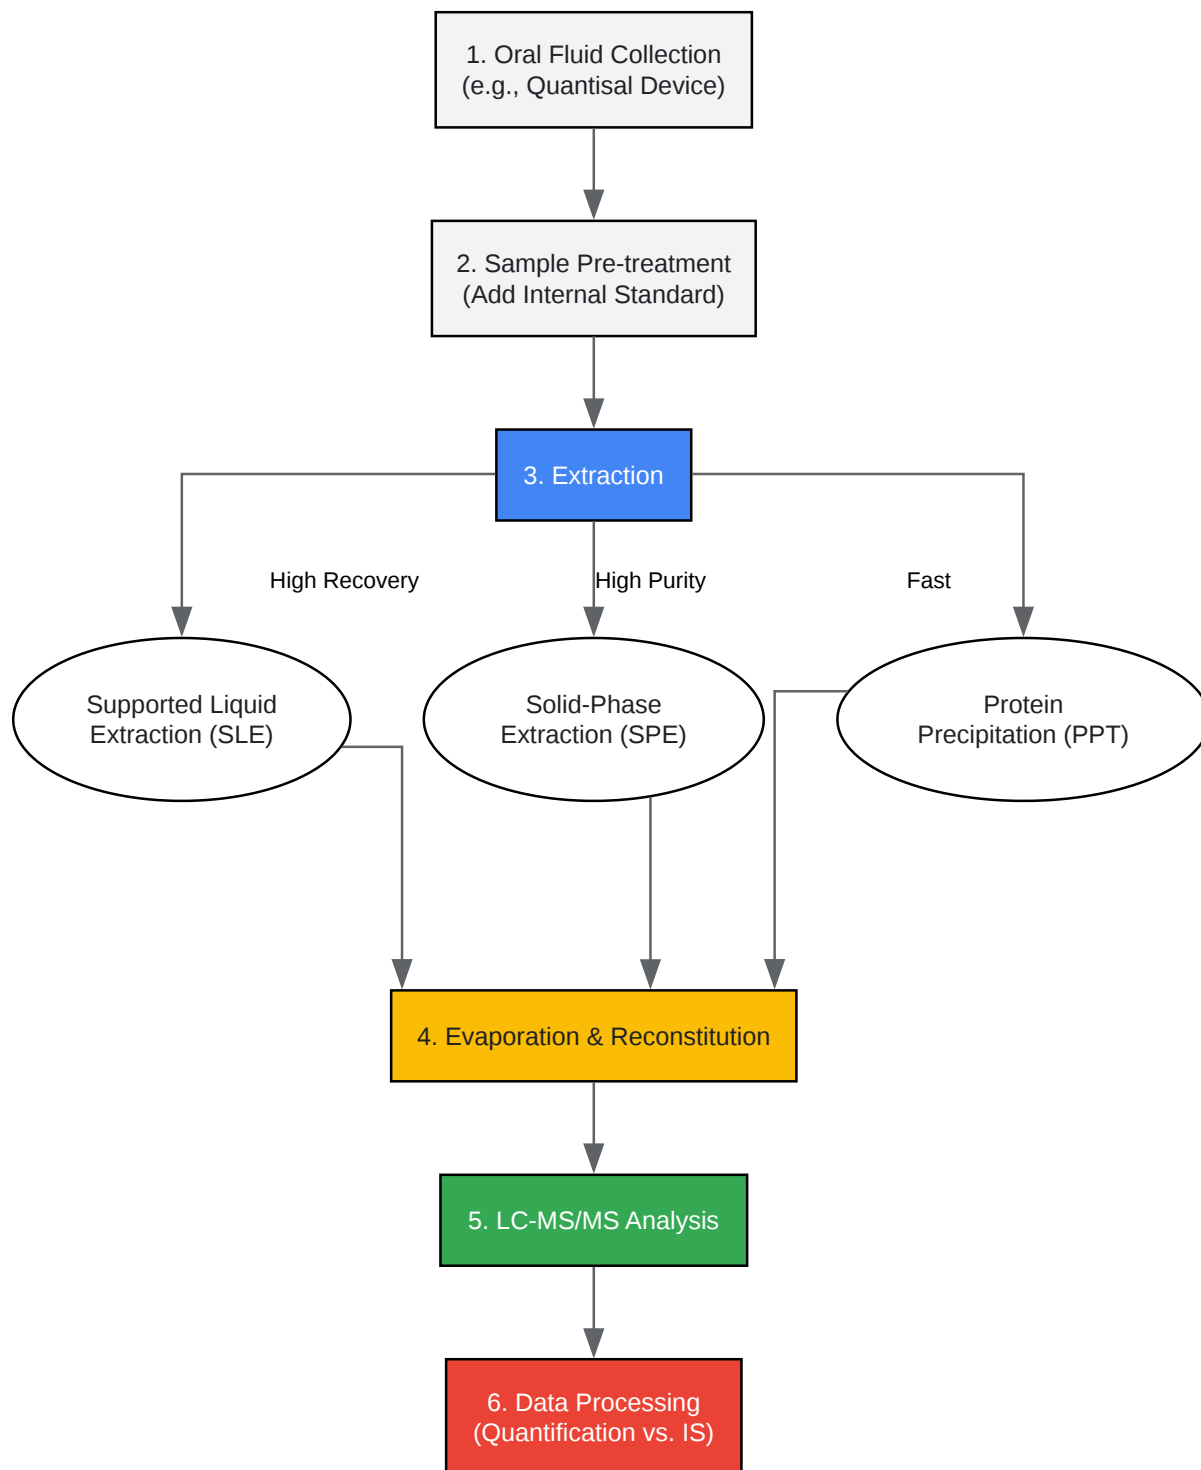 1. Oral Fluid Collection
(e.g., Quantisal Device)
2. Sample Pre-treatment
(Add Internal Standard)
3. Extraction
High Recovery
High Purity
Fast
Supported Liquid
Extraction (SLE)
Solid-Phase
Extraction (SPE)
Protein
Precipitation (PPT)
4. Evaporation & Reconstitution
5. LC-MS/MS Analysis
6. Data Processing
(Quantification vs. IS)